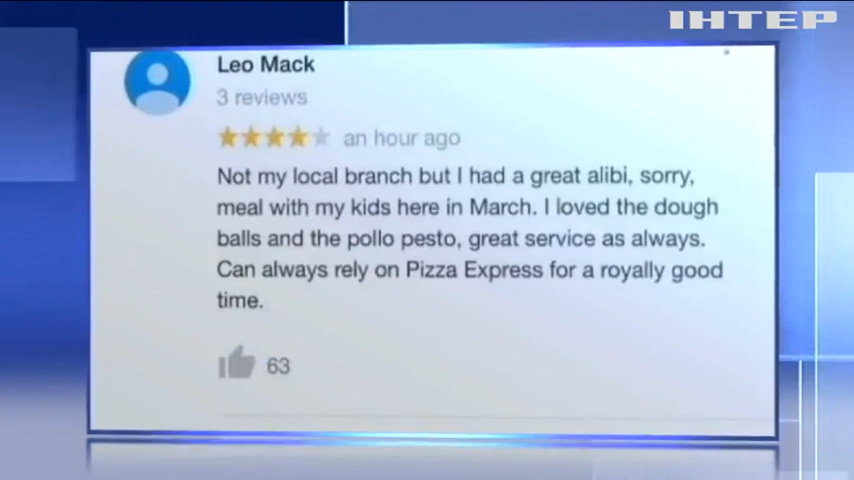 ІНТЕР
Leo Mack
3 reviews
an hour ago
Not my local branch but I had a great alibi, sorry,
meal with my kids here in March. I loved the dough
balls and the pollo pesto, great service as always.
Can always rely on Pizza Express for a royally good
time.
63